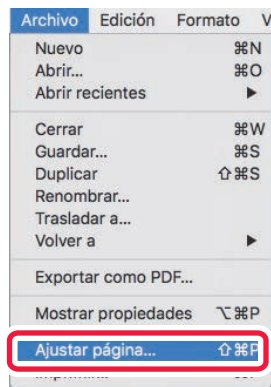 Archivo Edición Formato V
Nuevo ⌘N
Abrir... ⌘O
Abrir recientes ▶
Cerrar ⌘W
Guardar... ⌘S
Duplicar ⇧⌘S
Renombrar...
Trasladar a...
Volver a ▶
Exportar como PDF...
Mostrar propiedades ⌥⌘P
Ajustar página... ⇧⌘P